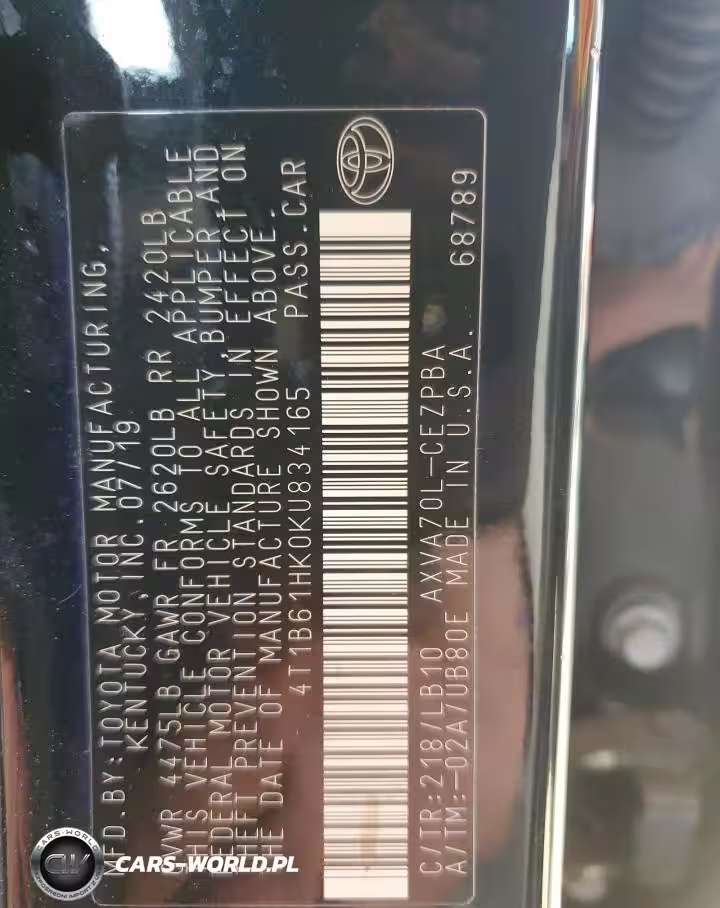 MFD.BY:TOYOTA MOTOR MANUFACTURING,
KENTUCKY,INC.07/19
GVWR 4475LB GAWR FR 2620LB RR 2420LB
THIS VEHICLE CONFORMS TO ALL APPLICABLE
FEDERAL MOTOR VEHICLE SAFETY,BUMPER,AND
THEFT PREVENTION STANDARDS IN EFFECT ON
THE DATE OF MANUFACTURE SHOWN ABOVE.
4T1B61HK0KU834165 PASS.CAR
C/TR:218/LB10 AXVA70L-CEZPBA
A/TM:-02A/UB80E MADE IN U.S.A. 68789
CARS-WORLD
CW
CARS-WORLD.PL